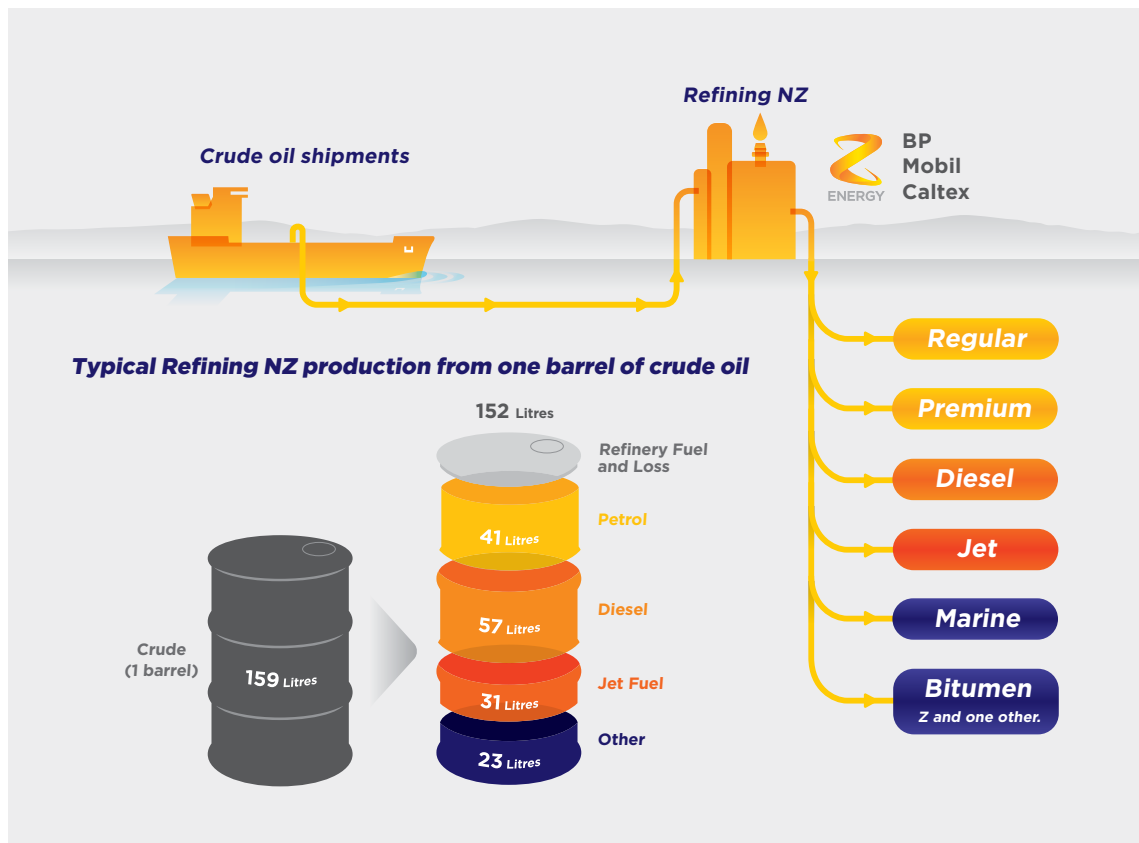 Refining NZ
Crude oil shipments
ENERGY
BP
Mobil
Caltex
Regular
Premium
Diesel
Jet
Marine
Bitumen
Z and one other.
Typical Refining NZ production from one barrel of crude oil
152 Litres
Refinery Fuel
and Loss
Petrol
41 Litres
Diesel
57 Litres
Jet Fuel
31 Litres
Other
23 Litres
Crude
(1 barrel)
159 Litres